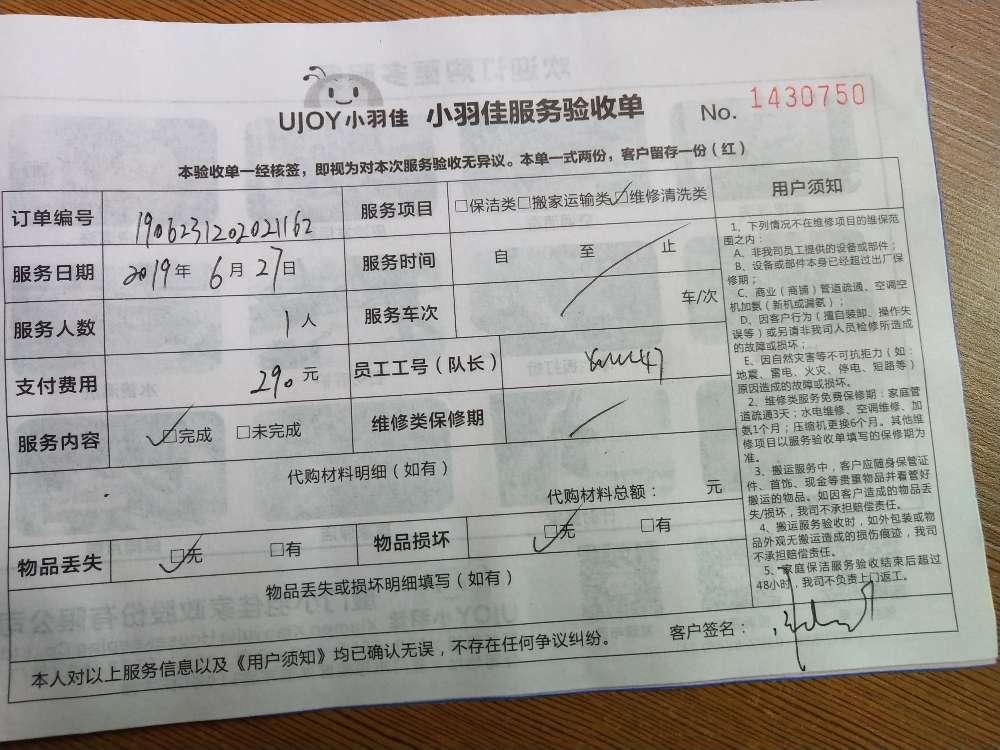 UJOY小羽佳 小羽佳服务验收单 No. 1430750
本验收单一经核签，即视为对本次服务验收无异议。本单一式两份，客户留存一份（红）
订单编号 1906231202021162 服务项目 □保洁类□搬家运输类☑维修清洗类
服务日期 2019年6月27日 服务时间 自 至 止
服务人数 1人 服务车次 车/次
支付费用 290元 员工工号（队长）
服务内容 ☑完成 □未完成 维修类保修期
代购材料明细（如有）
代购材料总额： 元
物品丢失 ☑无 □有 物品损坏 ☑无 □有
物品丢失或损坏明细填写（如有）
本人对以上服务信息以及《用户须知》均已确认无误，不存在任何争议纠纷。 客户签名：
用户须知
1、下列情况不在维修项目的维保范
围之内：
A、非我司员工提供的设备或部件；
B、设备或部件本身已经超过出厂保
修期；
C、商业（商铺）管道疏通、空调空
机加氨（新机或漏氨）；
D、因客户行为（擅自装卸、操作失
误等）或另请非我司人员检修所造成
的故障或损坏；
E、因自然灾害等不可抗拒力（如：
地震、雷电、火灾、停电、短路等）
原因造成的故障或损坏。
2、维修类服务免费保修期：家庭管
道疏通3天；水电维修、空调维修、加
氨1个月；压缩机更换6个月。其他维
修项目以服务验收单填写的保修期为
准。
3、搬运服务中，客户应随身保管证
件、首饰、现金等贵重物品并看管好
搬运的物品。如因客户造成的物品丢
失/损坏，我司不承担赔偿责任。
4、搬运服务验收时，如外包装或物
品外观无搬运造成的损伤痕迹，我司
不承担赔偿责任。
5、家庭保洁服务验收结束后超过
48小时，我司不负责上门返工。